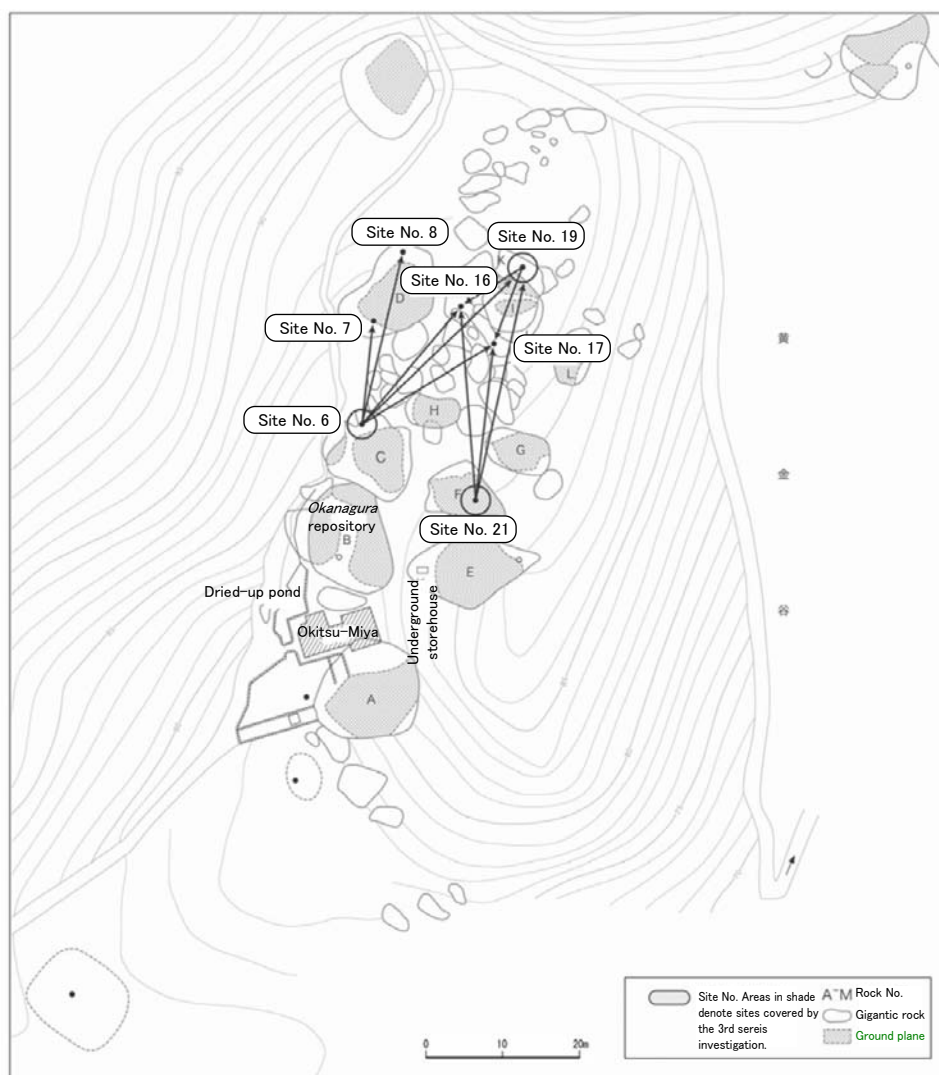 Site No. 8
Site No. 19
K
Site No. 16
D
I
Site No. 7
Site No. 17
黄
L
Site No. 6
H
C
G
金
F
Okanagura
repository
Site No. 21
B
E
Dried-up pond
Underground
storehouse
谷
Okitsu-Miya
A
Site No. Areas in shade
denote sites covered by
the 3rd sereis
investigation.
A~M Rock No.
Gigantic rock
Ground plane
0 10 20m